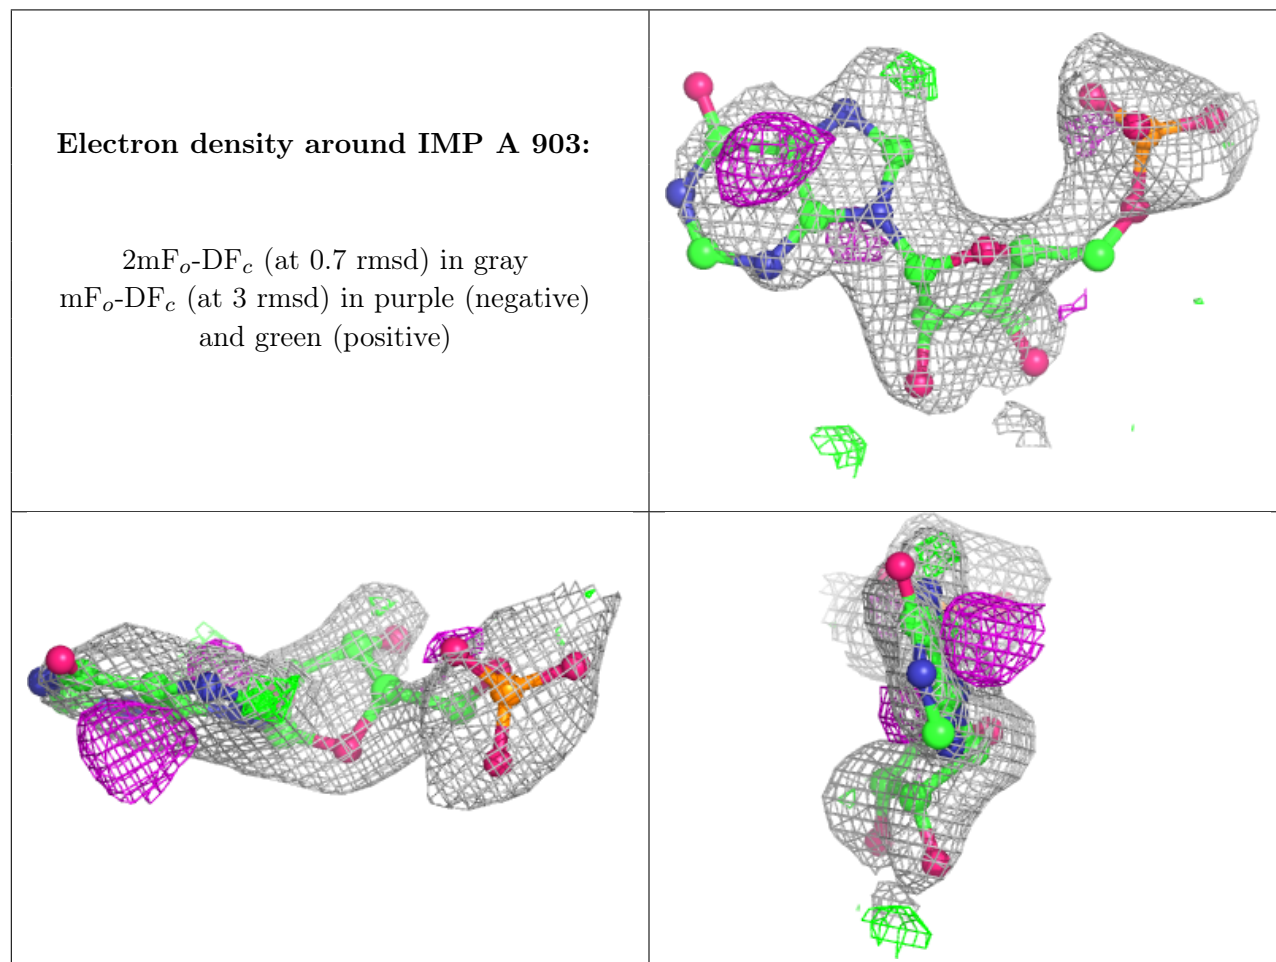 Electron density around IMP A 903:
2mFo-DFc (at 0.7 rmsd) in gray
mFo-DFc (at 3 rmsd) in purple (negative)
and green (positive)